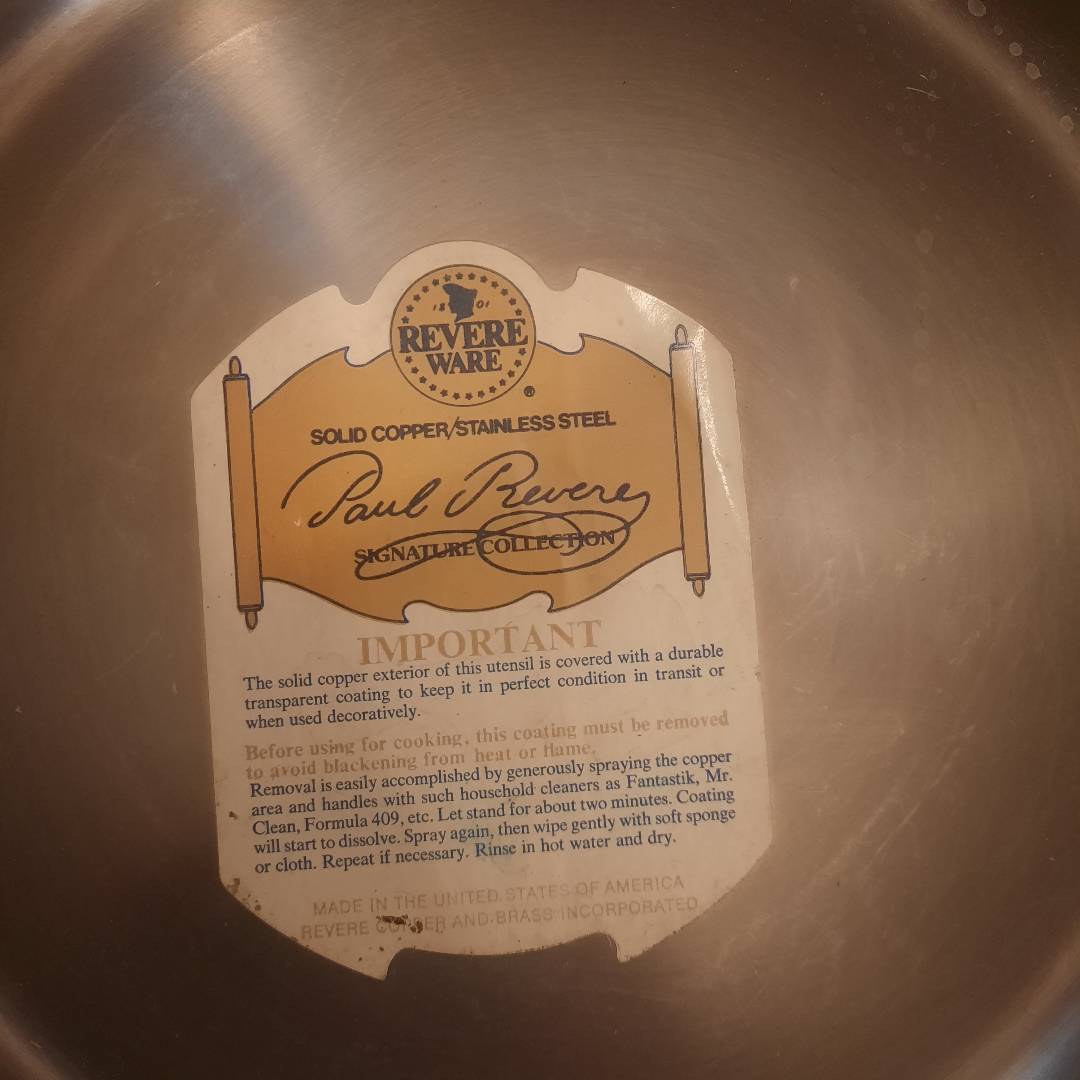 18 01
REVERE
WARE
®
SOLID COPPER/STAINLESS STEEL
Paul Revere
SIGNATURE COLLECTION
IMPORTANT
The solid copper exterior of this utensil is covered with a durable
transparent coating to keep it in perfect condition in transit or
when used decoratively.
Before using for cooking, this coating must be removed
to avoid blackening from heat or flame.
Removal is easily accomplished by generously spraying the copper
area and handles with such household cleaners as Fantastik, Mr.
Clean, Formula 409, etc. Let stand for about two minutes. Coating
will start to dissolve. Spray again, then wipe gently with soft sponge
or cloth. Repeat if necessary. Rinse in hot water and dry.
MADE IN THE UNITED STATES OF AMERICA
REVERE COPPER AND BRASS INCORPORATED